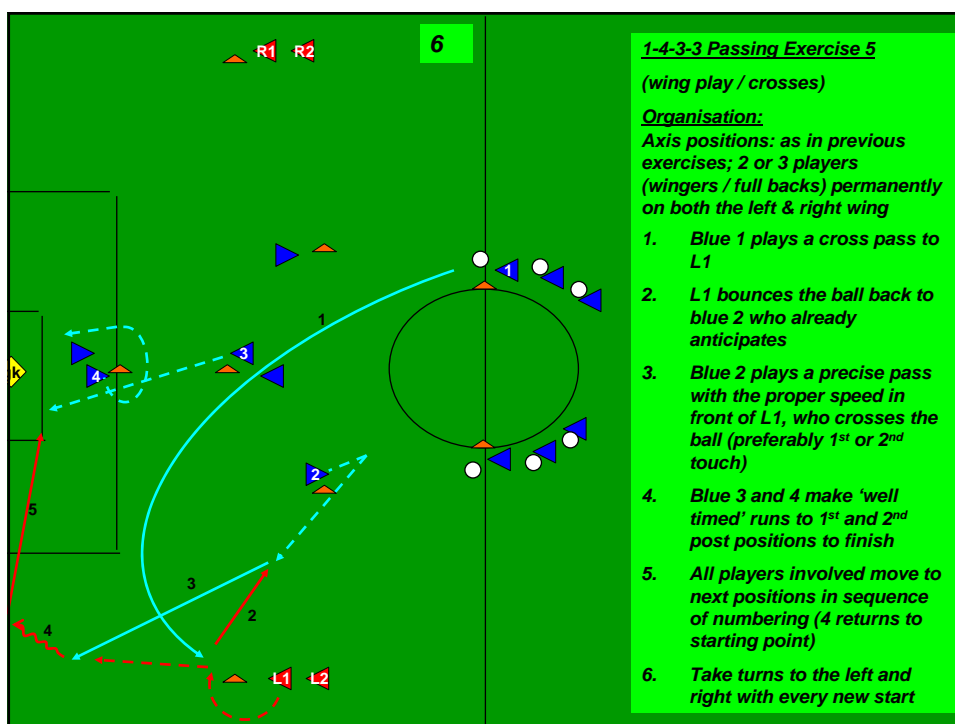 R1 R2
6
1
1
3
4
k
2
5
3
2
4
L1 L2
1-4-3-3 Passing Exercise 5
(wing play / crosses)
Organisation:
Axis positions: as in previous
exercises; 2 or 3 players
(wingers / full backs) permanently
on both the left & right wing
1. Blue 1 plays a cross pass to
L1
2. L1 bounces the ball back to
blue 2 who already
anticipates
3. Blue 2 plays a precise pass
with the proper speed in
front of L1, who crosses the
ball (preferably 1st or 2nd
touch)
4. Blue 3 and 4 make ‘well
timed’ runs to 1st and 2nd
post positions to finish
5. All players involved move to
next positions in sequence
of numbering (4 returns to
starting point)
6. Take turns to the left and
right with every new start